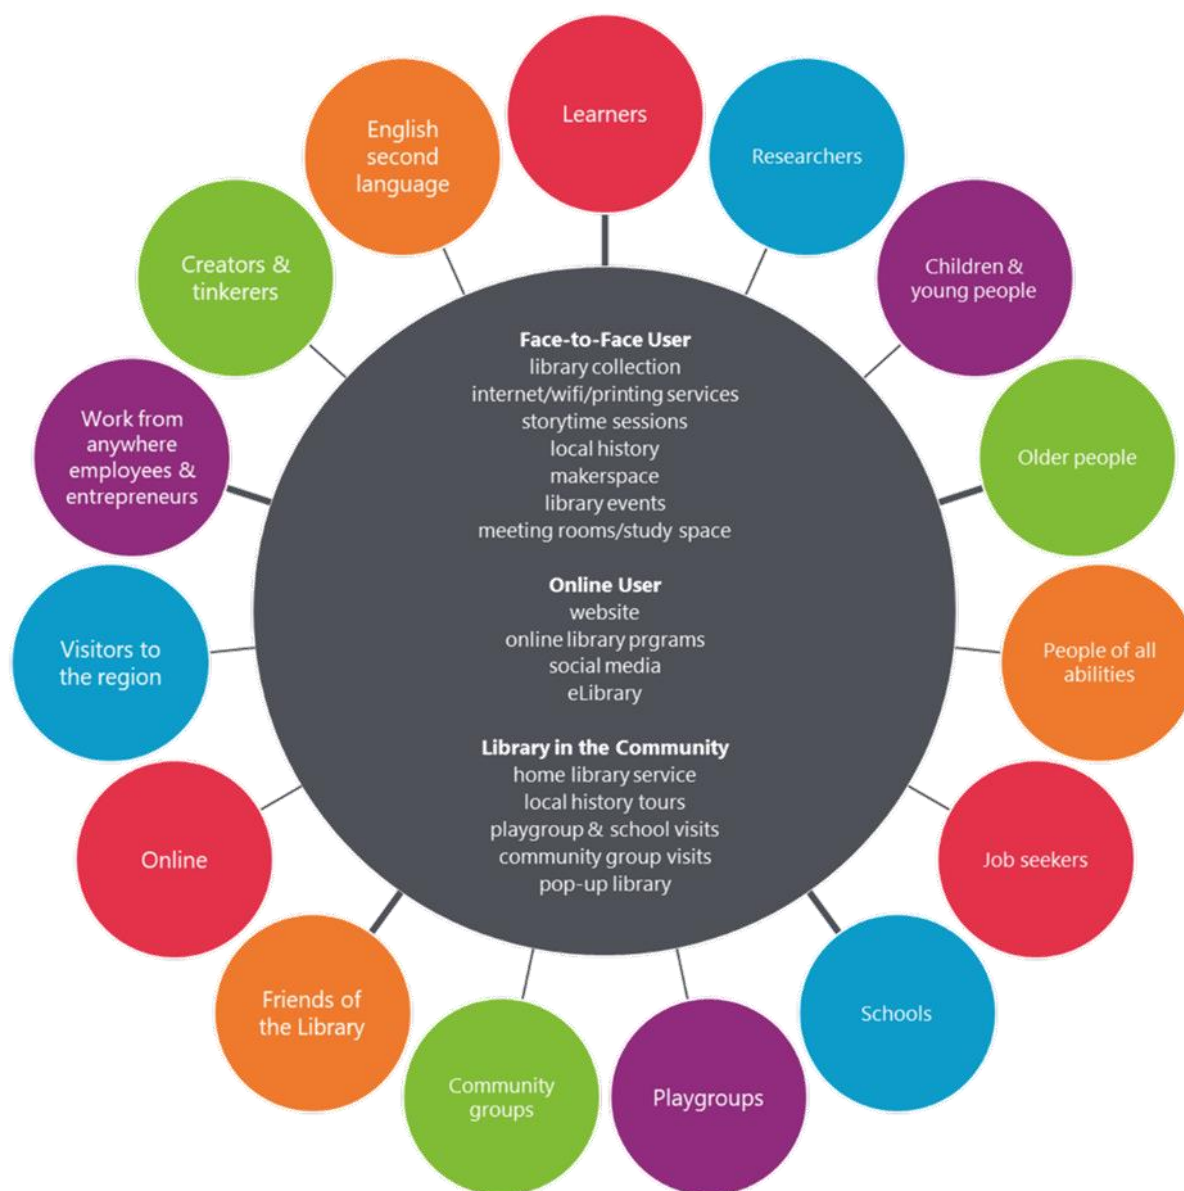 Learners
Researchers
Children &
young people
Older people
People of all
abilities
Job seekers
Schools
Playgroups
Community
groups
Friends of
the Library
Online
Visitors to
the region
Work from
anywhere
employees &
entrepreneurs
Creators &
tinkerers
English
second
language
Face-to-Face User
library collection
internet/wifi/printing services
storytime sessions
local history
makerspace
library events
meeting rooms/study space
Online User
website
online library prgrams
social media
eLibrary
Library in the Community
home library service
local history tours
playgroup & school visits
community group visits
pop-up library